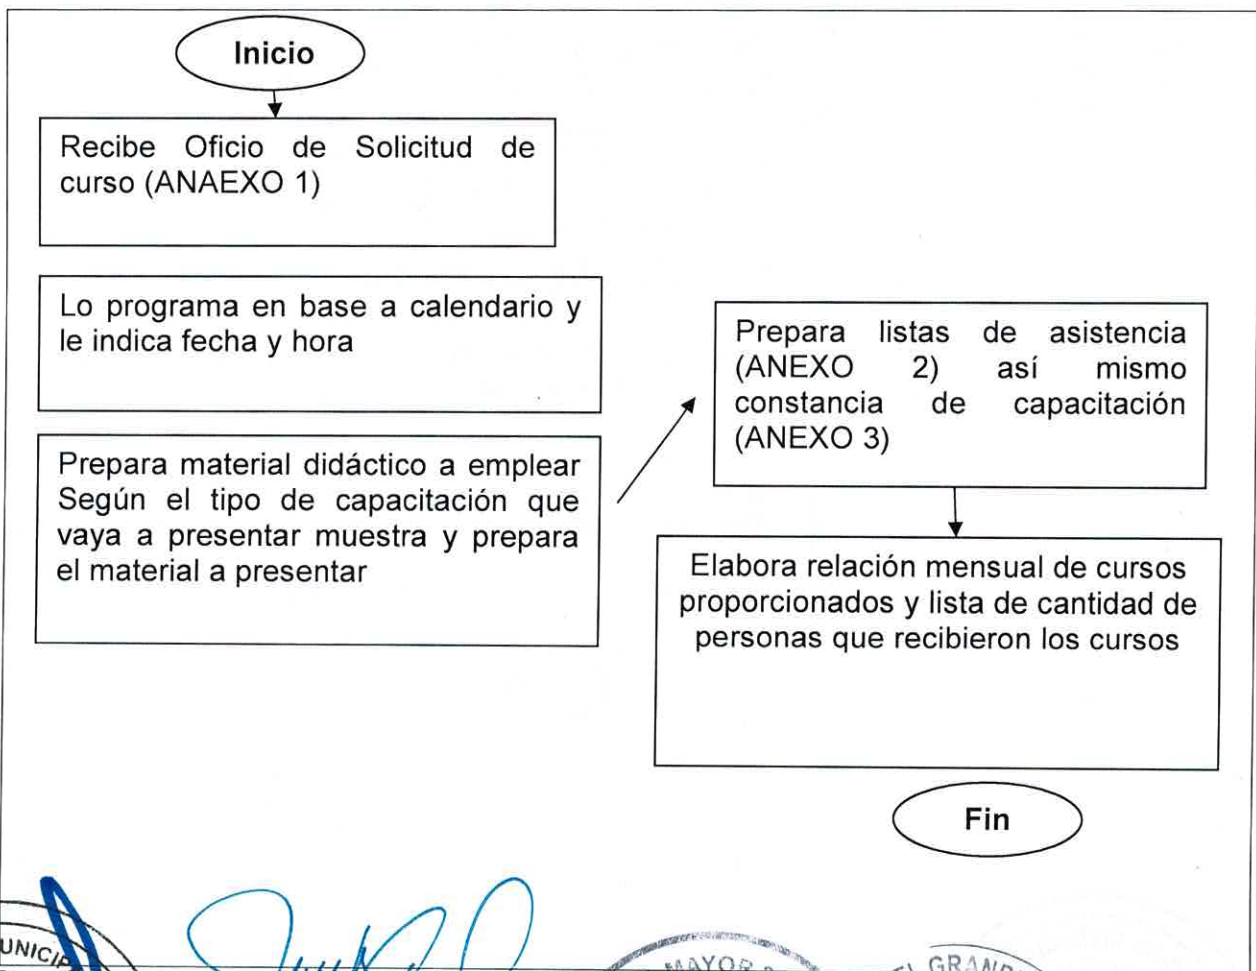 Inicio
Recibe Oficio de Solicitud de
curso (ANAEXO 1)
Lo programa en base a calendario y
le indica fecha y hora
Prepara material didáctico a emplear
Según el tipo de capacitación que
vaya a presentar muestra y prepara
el material a presentar
Prepara listas de asistencia
(ANEXO 2) así mismo
constancia de capacitación
(ANEXO 3)
Elabora relación mensual de cursos
proporcionados y lista de cantidad de
personas que recibieron los cursos
Fin
MAYOR